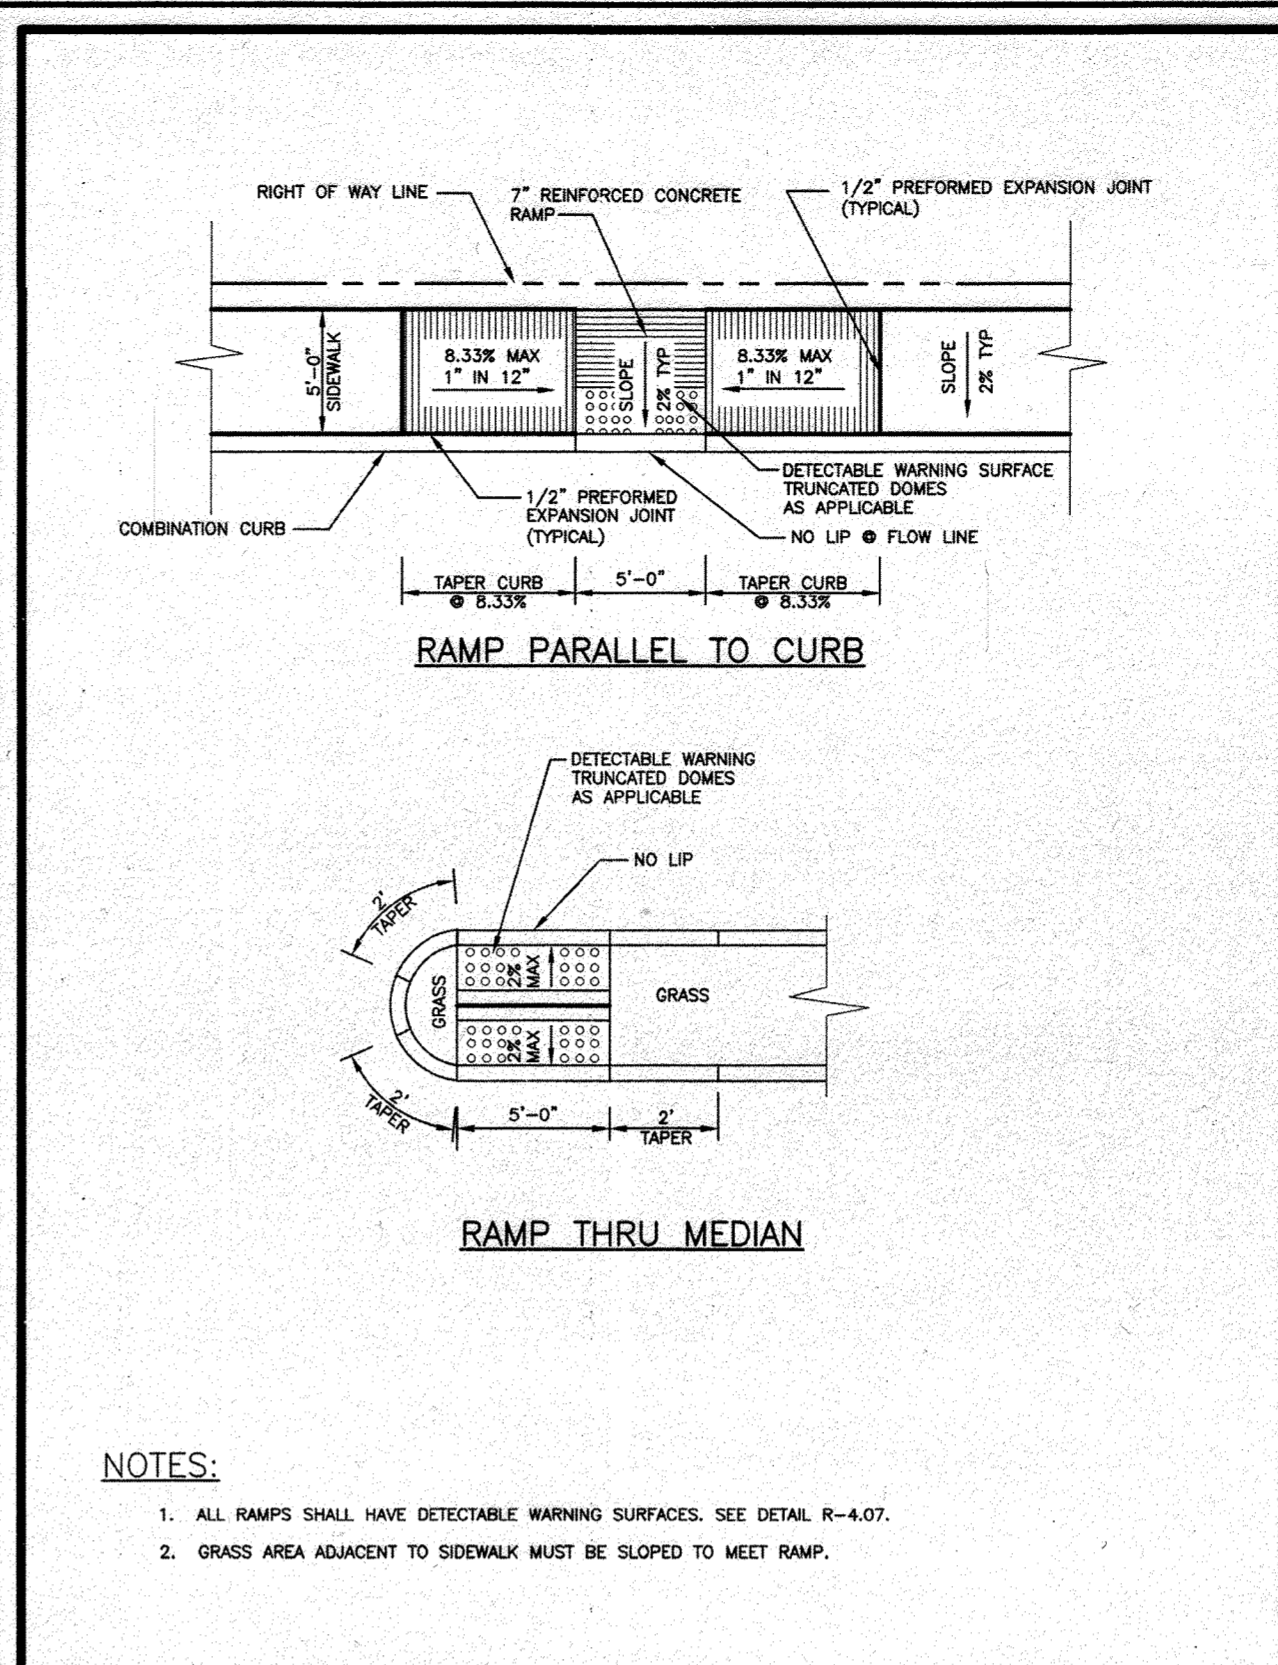 RIGHT OF WAY LINE
7" REINFORCED CONCRETE
RAMP
1/2" PREFORMED EXPANSION JOINT
(TYPICAL)
5'-0"
SIDEWALK
8.33% MAX
1" IN 12"
SLOPE
2% TYP
8.33% MAX
1" IN 12"
SLOPE
2% TYP
COMBINATION CURB
1/2" PREFORMED
EXPANSION JOINT
(TYPICAL)
DETECTABLE WARNING SURFACE
TRUNCATED DOMES
AS APPLICABLE
NO LIP @ FLOW LINE
TAPER CURB
@ 8.33%
5'-0"
TAPER CURB
@ 8.33%
RAMP PARALLEL TO CURB
DETECTABLE WARNING
TRUNCATED DOMES
AS APPLICABLE
NO LIP
2'
TAPER
GRASS
2%
MAX
2%
MAX
GRASS
2'
TAPER
5'-0"
2'
TAPER
RAMP THRU MEDIAN
NOTES:
1. ALL RAMPS SHALL HAVE DETECTABLE WARNING SURFACES. SEE DETAIL R-4.07.
2. GRASS AREA ADJACENT TO SIDEWALK MUST BE SLOPED TO MEET RAMP.